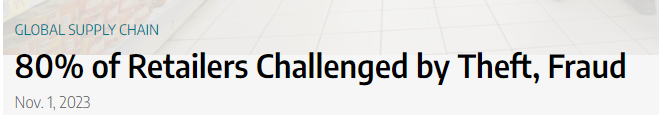 GLOBAL SUPPLY CHAIN
80% of Retailers Challenged by Theft, Fraud
Nov. 1, 2023